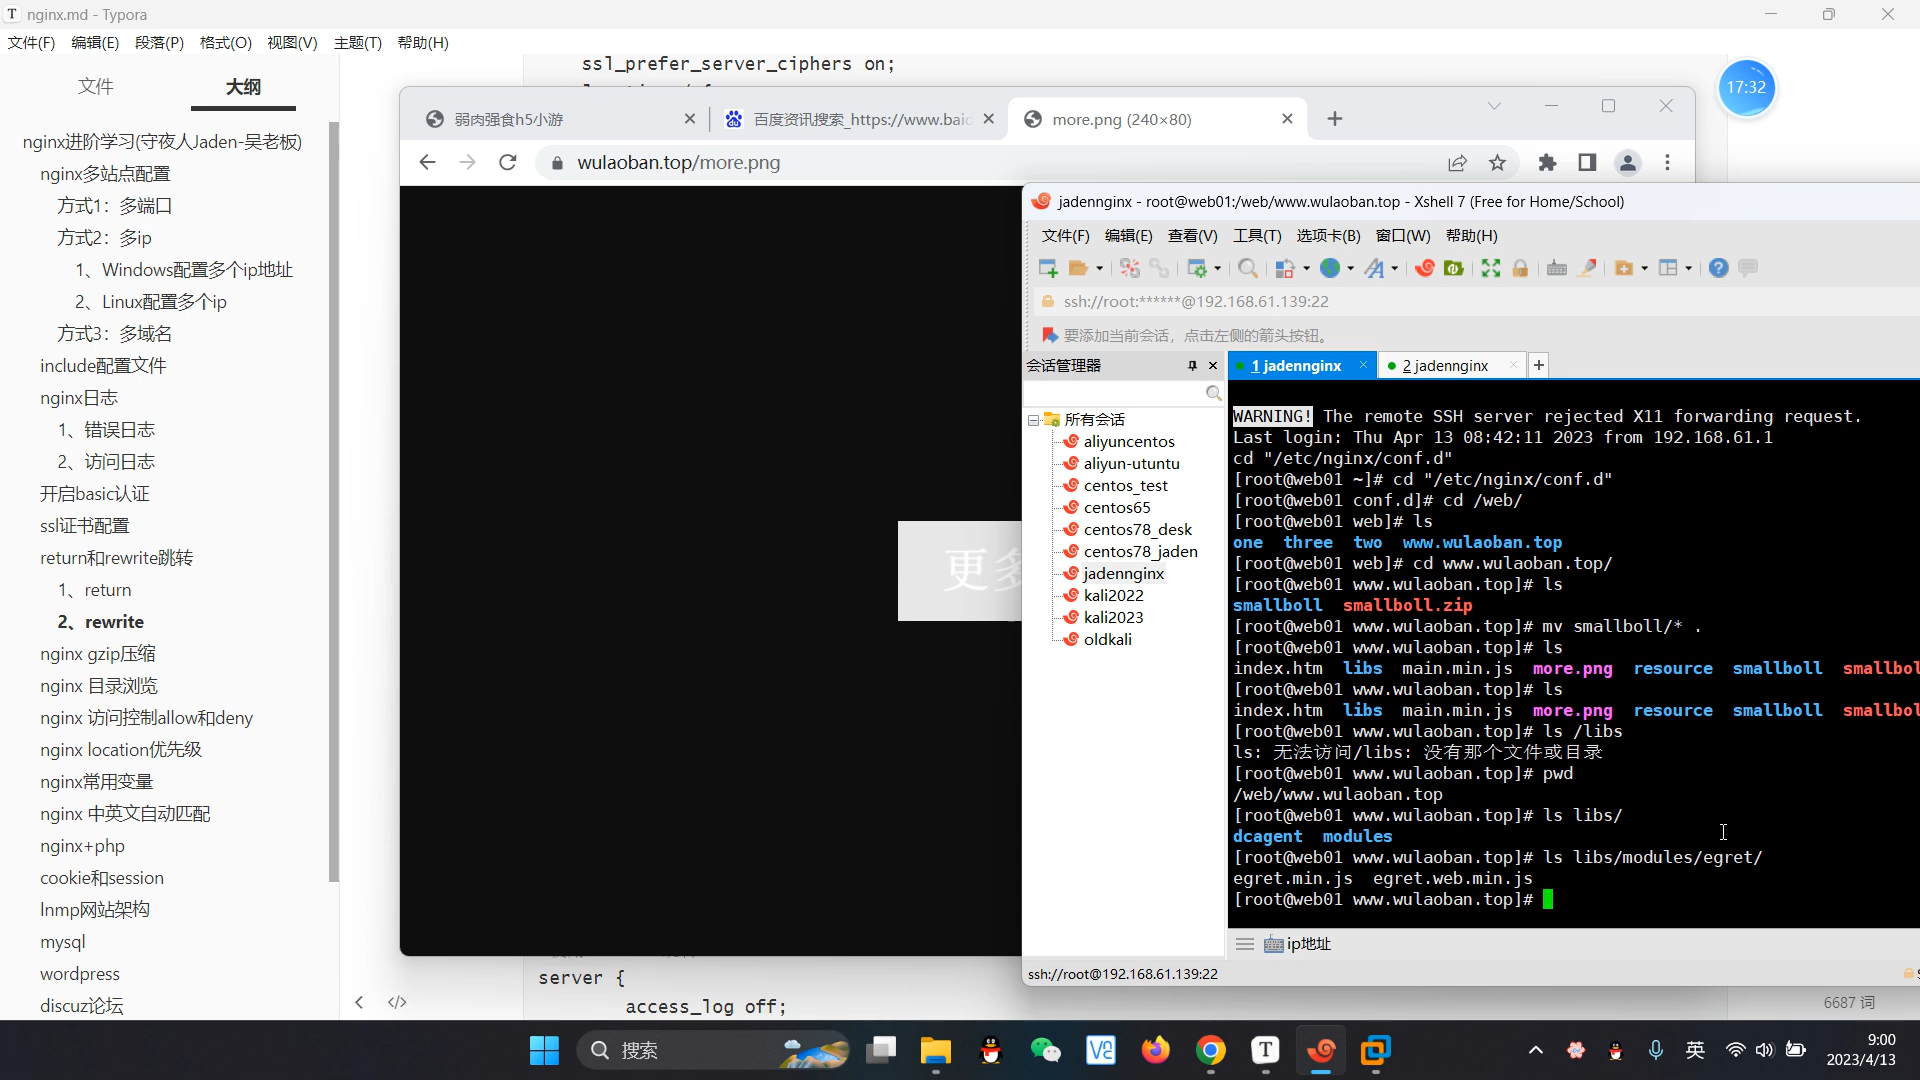 nginx.md - Typora
文件(F) 编辑(E) 段落(P) 格式(O) 视图(V) 主题(T) 帮助(H)
文件 大纲
nginx进阶学习(守夜人Jaden-吴老板)
nginx多站点配置
方式1：多端口
方式2：多ip
1、Windows配置多个ip地址
2、Linux配置多个ip
方式3：多域名
include配置文件
nginx日志
1、错误日志
2、访问日志
开启basic认证
ssl证书配置
return和rewrite跳转
1、return
2、rewrite
nginx gzip压缩
nginx 目录浏览
nginx 访问控制allow和deny
nginx location优先级
nginx常用变量
nginx 中英文自动匹配
nginx+php
cookie和session
lnmp网站架构
mysql
wordpress
discuz论坛
ssl_prefer_server_ciphers on;
17:32
弱肉强食h5小游
百度资讯搜索_https://www.baid
more.png (240×80)
wulaoban.top/more.png
更多
jadennginx - root@web01:/web/www.wulaoban.top - Xshell 7 (Free for Home/School)
文件(F) 编辑(E) 查看(V) 工具(T) 选项卡(B) 窗口(W) 帮助(H)
ssh://root:******@192.168.61.139:22
要添加当前会话，点击左侧的箭头按钮。
会话管理器
1 jadennginx
2 jadennginx
所有会话
aliyuncentos
aliyun-ututu
centos_test
centos65
centos78_desk
centos78_jaden
jadennginx
kali2022
kali2023
oldkali
WARNING! The remote SSH server rejected X11 forwarding request.
Last login: Thu Apr 13 08:42:11 2023 from 192.168.61.1
cd "/etc/nginx/conf.d"
[root@web01 ~]# cd "/etc/nginx/conf.d"
[root@web01 conf.d]# cd /web/
[root@web01 web]# ls
one three two www.wulaoban.top
[root@web01 web]# cd www.wulaoban.top/
[root@web01 www.wulaoban.top]# ls
smallboll smallboll.zip
[root@web01 www.wulaoban.top]# mv smallboll/* .
[root@web01 www.wulaoban.top]# ls
index.htm libs main.min.js more.png resource smallboll smallbol
[root@web01 www.wulaoban.top]# ls
index.htm libs main.min.js more.png resource smallboll smallbol
[root@web01 www.wulaoban.top]# ls /libs
ls: 无法访问/libs: 没有那个文件或目录
[root@web01 www.wulaoban.top]# pwd
/web/www.wulaoban.top
[root@web01 www.wulaoban.top]# ls libs/
dcagent modules
[root@web01 www.wulaoban.top]# ls libs/modules/egret/
egret.min.js egret.web.min.js
[root@web01 www.wulaoban.top]#
ip地址
ssh://root@192.168.61.139:22
server {
access_log off;
6687 词
搜索
英
9:00
2023/4/13